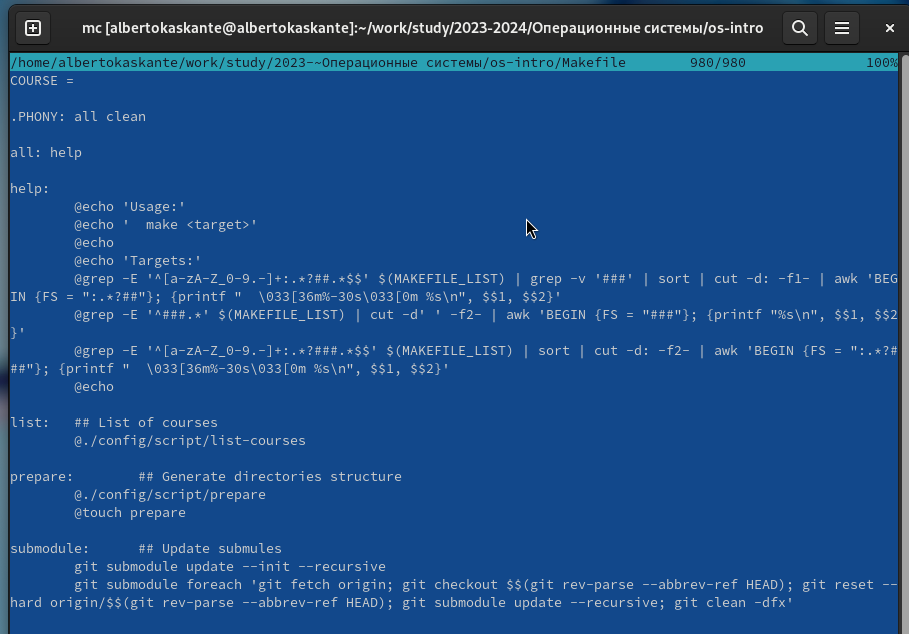 mc [albertokaskante@albertokaskante]:~/work/study/2023-2024/Операционные системы/os-intro
/home/albertokaskante/work/study/2023~~Операционные системы/os-intro/Makefile 980/980 100%
COURSE =
.PHONY: all clean
all: help
help:
@echo 'Usage:'
@echo '  make <target>'
@echo
@echo 'Targets:'
@grep -E '^[a-zA-Z_0-9.-]+:.*?##.*$$' $(MAKEFILE_LIST) | grep -v '###' | sort | cut -d: -f1- | awk 'BEG
IN {FS = ":.*?##"}; {printf "  \033[36m%-30s\033[0m %s\n", $$1, $$2}'
@grep -E '^###.*' $(MAKEFILE_LIST) | cut -d' ' -f2- | awk 'BEGIN {FS = "###"}; {printf "%s\n", $$1, $$2
}'
@grep -E '^[a-zA-Z_0-9.-]+:.*?###.*$$' $(MAKEFILE_LIST) | sort | cut -d: -f2- | awk 'BEGIN {FS = ":.*?#
##"}; {printf "  \033[36m%-30s\033[0m %s\n", $$1, $$2}'
@echo
list:   ## List of courses
@./config/script/list-courses
prepare:        ## Generate directories structure
@./config/script/prepare
@touch prepare
submodule:      ## Update submules
git submodule update --init --recursive
git submodule foreach 'git fetch origin; git checkout $$(git rev-parse --abbrev-ref HEAD); git reset --
hard origin/$$(git rev-parse --abbrev-ref HEAD); git submodule update --recursive; git clean -dfx'